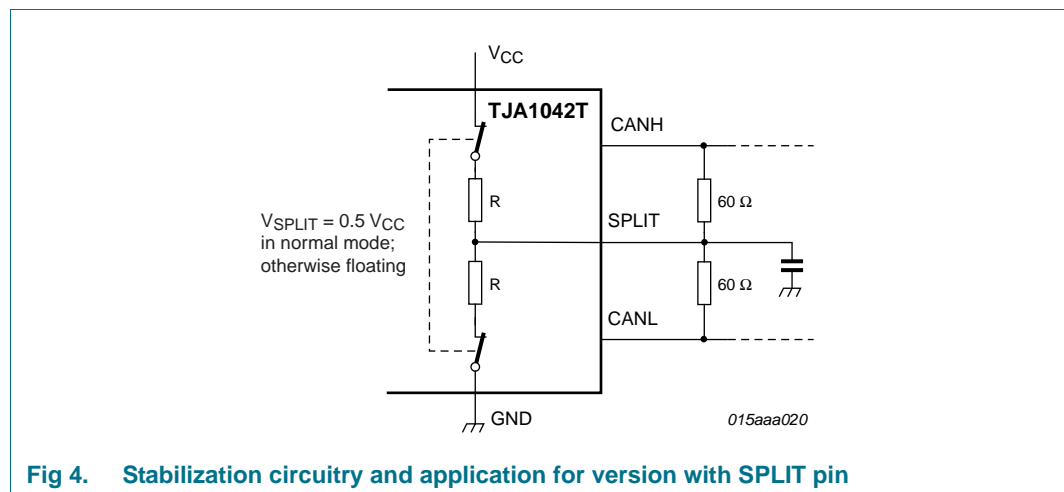 VCC
TJA1042T
CANH
R
60 Ω
VSPLIT = 0.5 VCC
in normal mode;
otherwise floating
SPLIT
R
60 Ω
CANL
GND
015aaa020
Fig 4. Stabilization circuitry and application for version with SPLIT pin